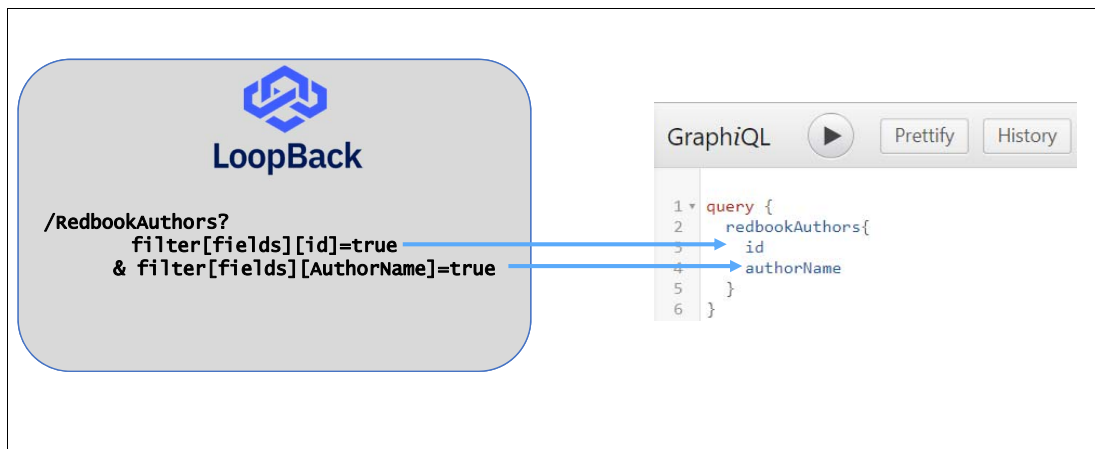 LoopBack
/RedbookAuthors?
filter[fields][id]=true
& filter[fields][AuthorName]=true
GraphiQL
Prettify
History
1 query {
2 redbookAuthors{
3 id
4 authorName
5 }
6 }